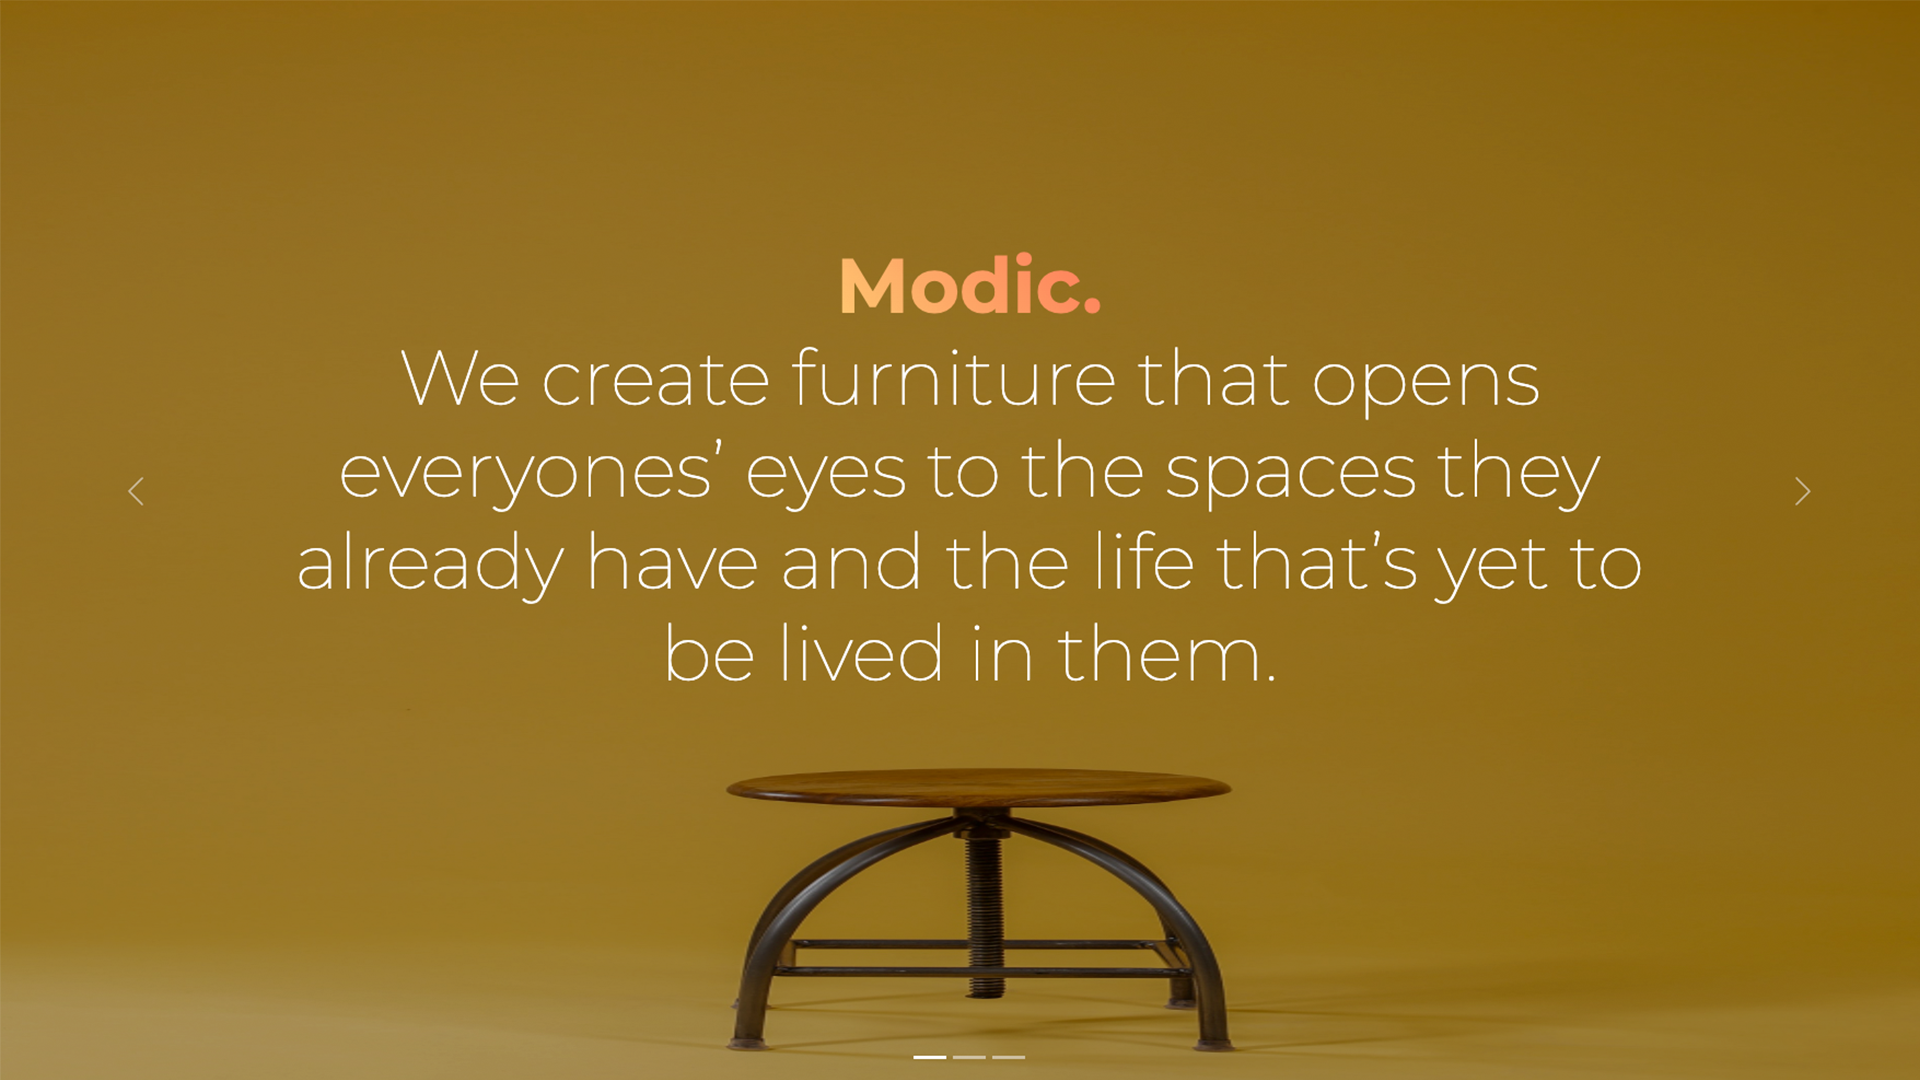 Modic.
We create furniture that opens
everyones’ eyes to the spaces they
already have and the life that’s yet to
be lived in them.